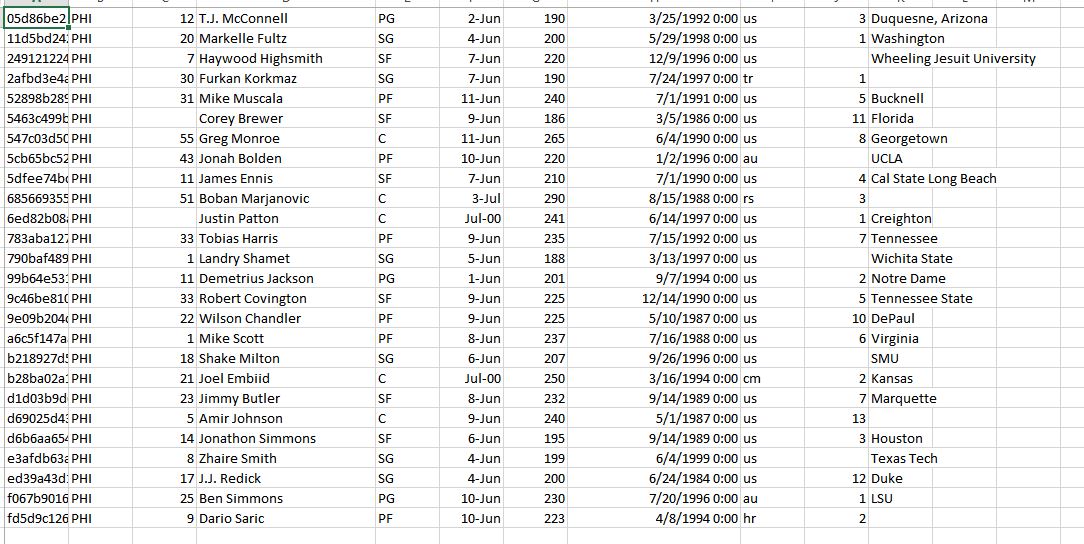 05d86be2 PHI 12 T.J. McConnell PG 2-Jun 190 3/25/1992 0:00 us 3 Duquesne, Arizona
11d5bd24 PHI 20 Markelle Fultz SG 4-Jun 200 5/29/1998 0:00 us 1 Washington
249121224 PHI 7 Haywood Highsmith SF 7-Jun 220 12/9/1996 0:00 us Wheeling Jesuit University
2afbd3e4 PHI 30 Furkan Korkmaz SG 7-Jun 190 7/24/1997 0:00 tr 1
52898b289 PHI 31 Mike Muscala PF 11-Jun 240 7/1/1991 0:00 us 5 Bucknell
5463c499b PHI Corey Brewer SF 9-Jun 186 3/5/1986 0:00 us 11 Florida
547c03d50 PHI 55 Greg Monroe C 11-Jun 265 6/4/1990 0:00 us 8 Georgetown
5cb65bc52 PHI 43 Jonah Bolden PF 10-Jun 220 1/2/1996 0:00 au UCLA
5dfee74b PHI 11 James Ennis SF 7-Jun 210 7/1/1990 0:00 us 4 Cal State Long Beach
685669355 PHI 51 Boban Marjanovic C 3-Jul 290 8/15/1988 0:00 rs 3
6ed82b08 PHI Justin Patton C Jul-00 241 6/14/1997 0:00 us 1 Creighton
783aba127 PHI 33 Tobias Harris PF 9-Jun 235 7/15/1992 0:00 us 7 Tennessee
790baf489 PHI 1 Landry Shamet SG 5-Jun 188 3/13/1997 0:00 us Wichita State
99b64e531 PHI 11 Demetrius Jackson PG 1-Jun 201 9/7/1994 0:00 us 2 Notre Dame
9c46be810 PHI 33 Robert Covington SF 9-Jun 225 12/14/1990 0:00 us 5 Tennessee State
9e09b204 PHI 22 Wilson Chandler PF 9-Jun 225 5/10/1987 0:00 us 10 DePaul
a6c5f147a PHI 1 Mike Scott PF 8-Jun 237 7/16/1988 0:00 us 6 Virginia
b218927d PHI 18 Shake Milton SG 6-Jun 207 9/26/1996 0:00 us SMU
b28ba02a PHI 21 Joel Embiid C Jul-00 250 3/16/1994 0:00 cm 2 Kansas
d1d03b9d PHI 23 Jimmy Butler SF 8-Jun 232 9/14/1989 0:00 us 7 Marquette
d69025d43 PHI 5 Amir Johnson C 9-Jun 240 5/1/1987 0:00 us 13
d6b6aa654 PHI 14 Jonathon Simmons SF 6-Jun 195 9/14/1989 0:00 us 3 Houston
e3afdb63 PHI 8 Zhaire Smith SG 4-Jun 199 6/4/1999 0:00 us Texas Tech
ed39a43d PHI 17 J.J. Redick SG 4-Jun 200 6/24/1984 0:00 us 12 Duke
f067b9016 PHI 25 Ben Simmons PG 10-Jun 230 7/20/1996 0:00 au 1 LSU
fd5d9c126 PHI 9 Dario Saric PF 10-Jun 223 4/8/1994 0:00 hr 2